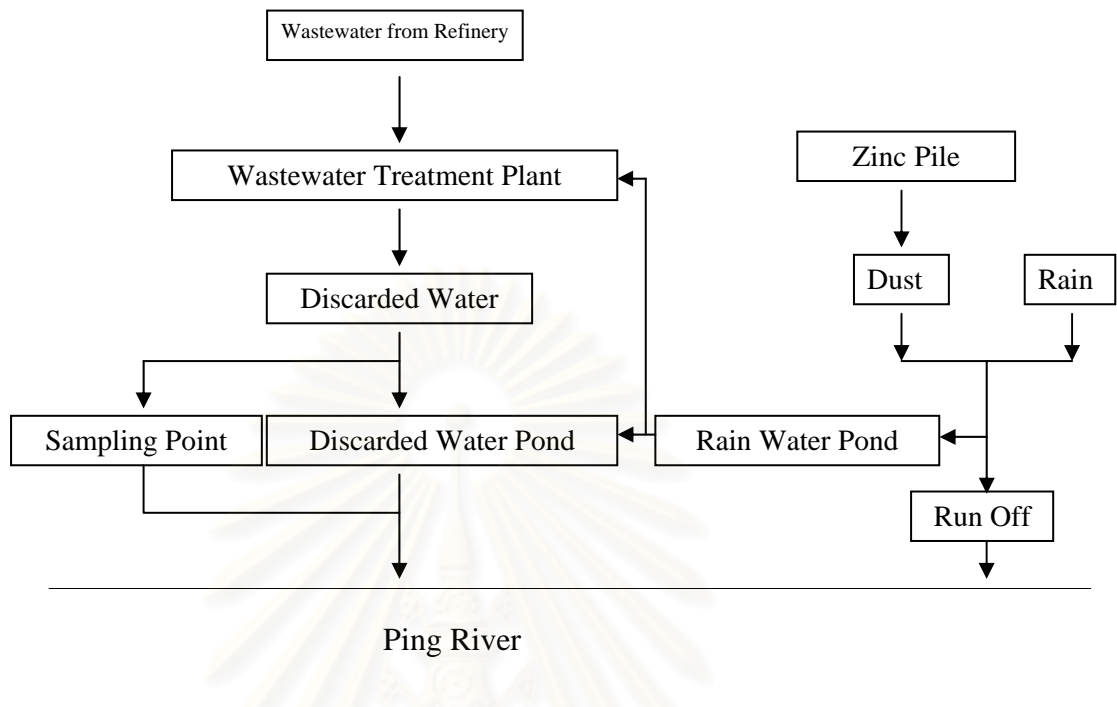 Wastewater from Refinery
Wastewater Treatment Plant
Zinc Pile
Discarded Water
Dust
Rain
Sampling Point
Discarded Water Pond
Rain Water Pond
Run Off
Ping River